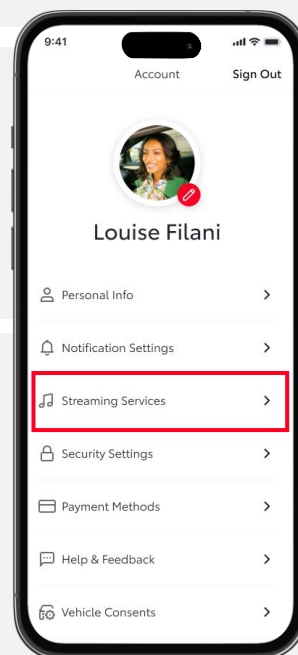 9:41
Account
Sign Out
Louise Filani
Personal Info
Notification Settings
Streaming Services
Security Settings
Payment Methods
Help & Feedback
Vehicle Consents